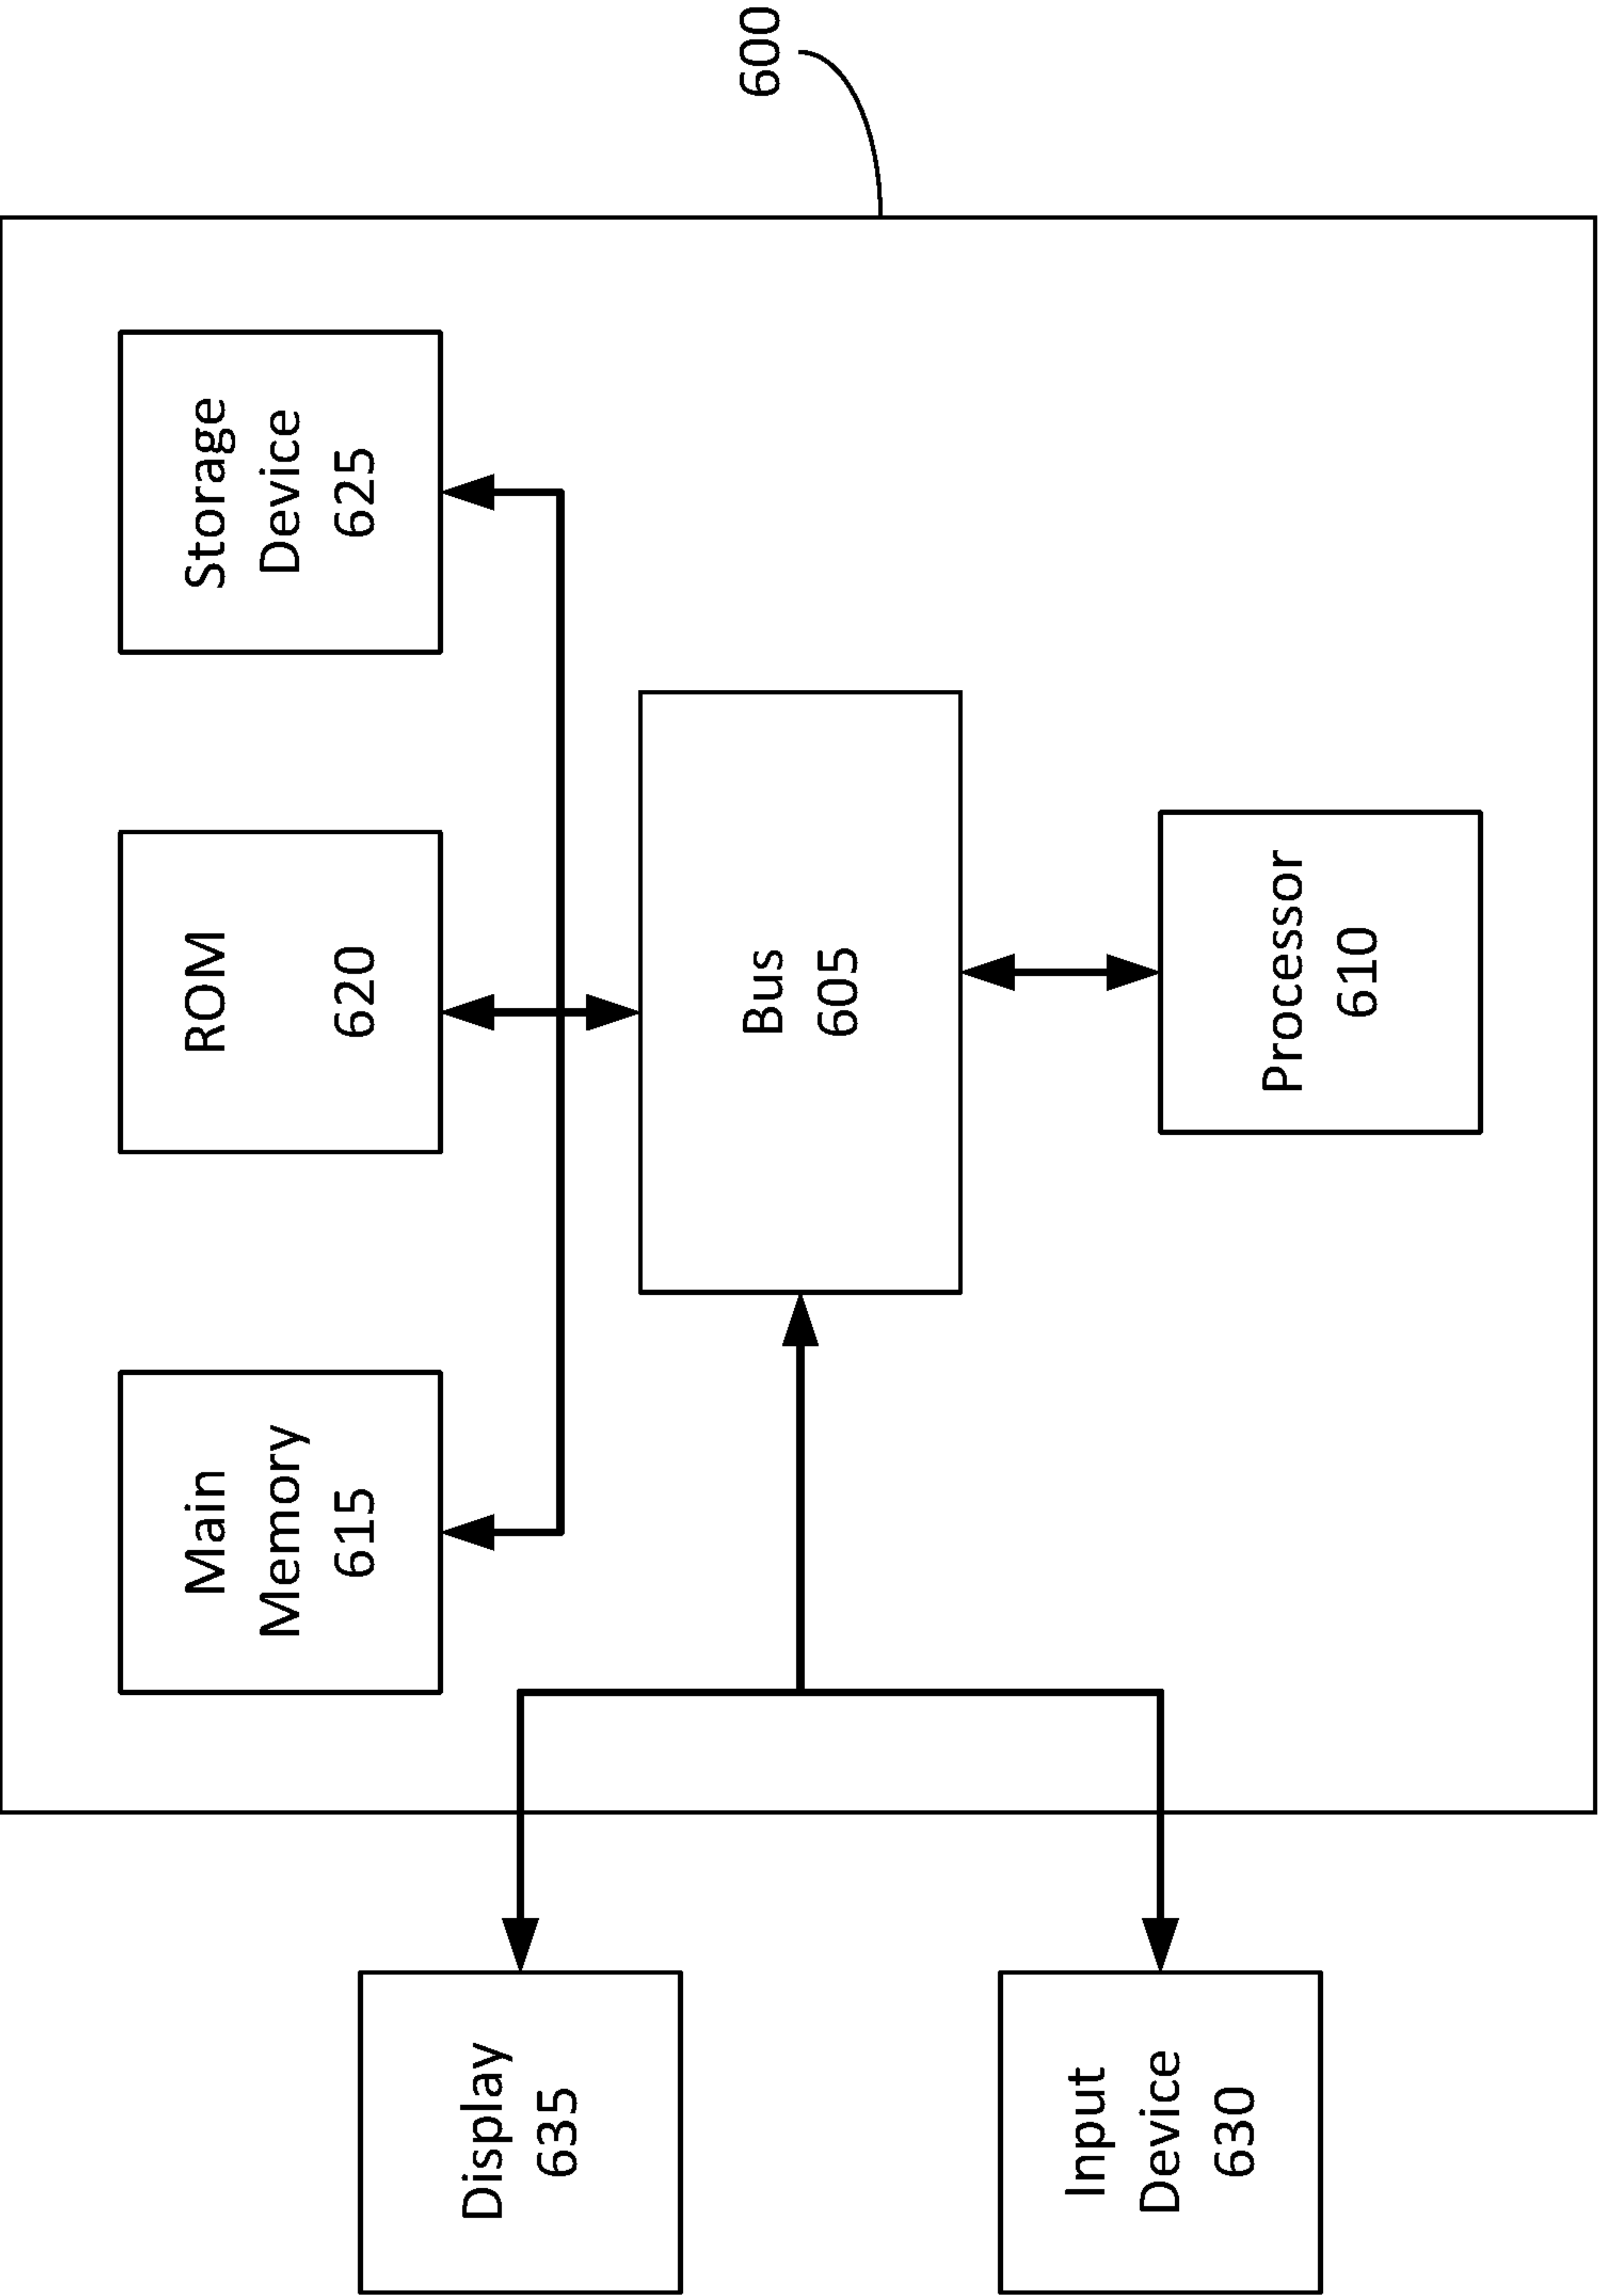 Main
Memory
615
ROM
620
Storage
Device
625
600
Display
635
Bus
605
Input
Device
630
Processor
610